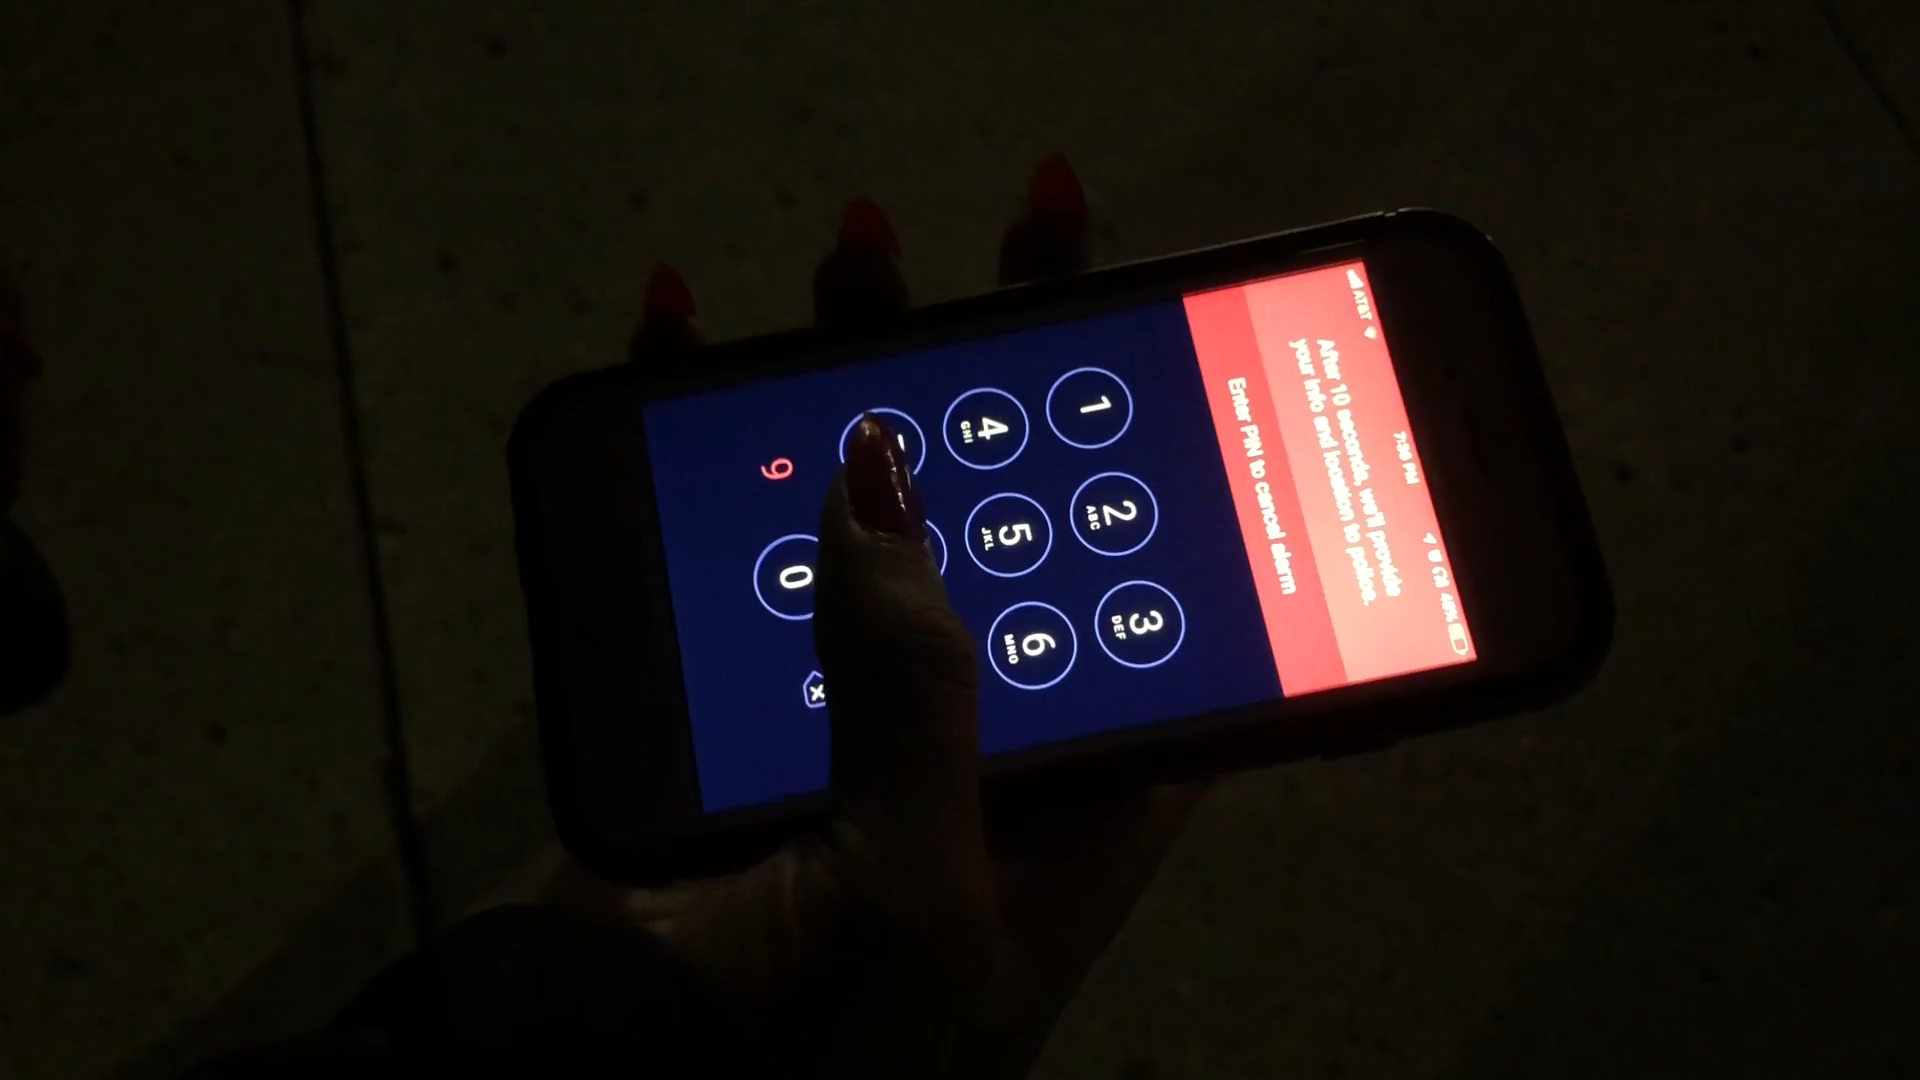 AT&T 7:36 PM 46%
After 10 seconds, we'll provide
your info and location to police.
Enter PIN to cancel alarm
1 2 3
ABC DEF
4 5 6
GHI JKL MNO
9 0 X